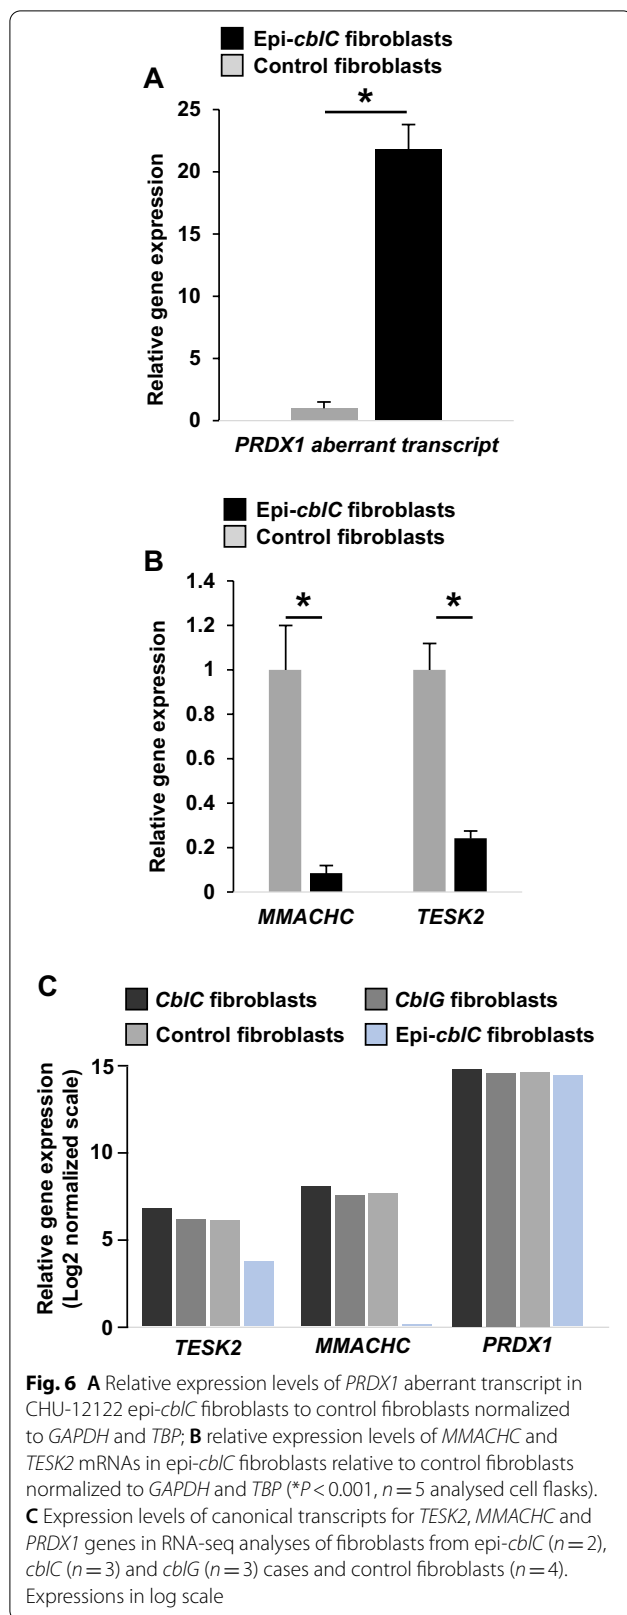 Epi-cblC fibroblasts
Control fibroblasts
A
*
Relative gene expression
25
20
15
10
5
0
PRDX1 aberrant transcript
Epi-cblC fibroblasts
Control fibroblasts
B
*
*
Relative gene expression
1.4
1.2
1
0.8
0.6
0.4
0.2
0
MMACHC
TESK2
C
CblC fibroblasts
CblG fibroblasts
Control fibroblasts
Epi-cblC fibroblasts
Relative gene expression
(Log2 normalized scale)
15
10
5
0
TESK2
MMACHC
PRDX1
Fig. 6 A Relative expression levels of PRDX1 aberrant transcript in
CHU-12122 epi-cblC fibroblasts to control fibroblasts normalized
to GAPDH and TBP; B relative expression levels of MMACHC and
TESK2 mRNAs in epi-cblC fibroblasts relative to control fibroblasts
normalized to GAPDH and TBP (*P < 0.001, n = 5 analysed cell flasks).
C Expression levels of canonical transcripts for TESK2, MMACHC and
PRDX1 genes in RNA-seq analyses of fibroblasts from epi-cblC (n = 2),
cblC (n = 3) and cblG (n = 3) cases and control fibroblasts (n = 4).
Expressions in log scale